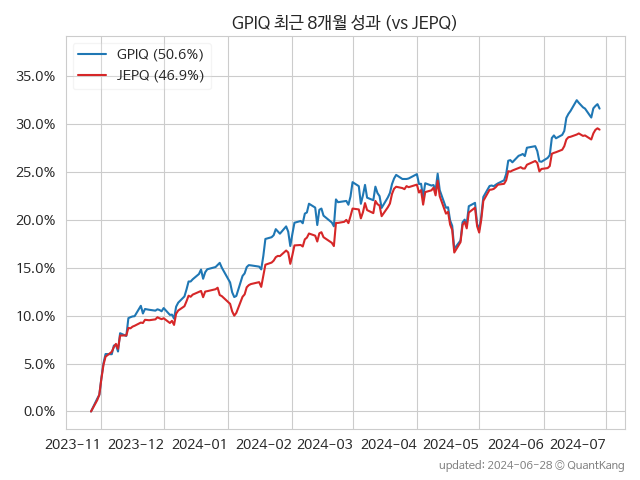 GPIQ 최근 8개월 성과 (vs JEPQ)
GPIQ (50.6%)
JEPQ (46.9%)
35.0%
30.0%
25.0%
20.0%
15.0%
10.0%
5.0%
0.0%
2023-11 2023-12 2024-01 2024-02 2024-03 2024-04 2024-05 2024-06 2024-07
updated: 2024-06-28 © QuantKang